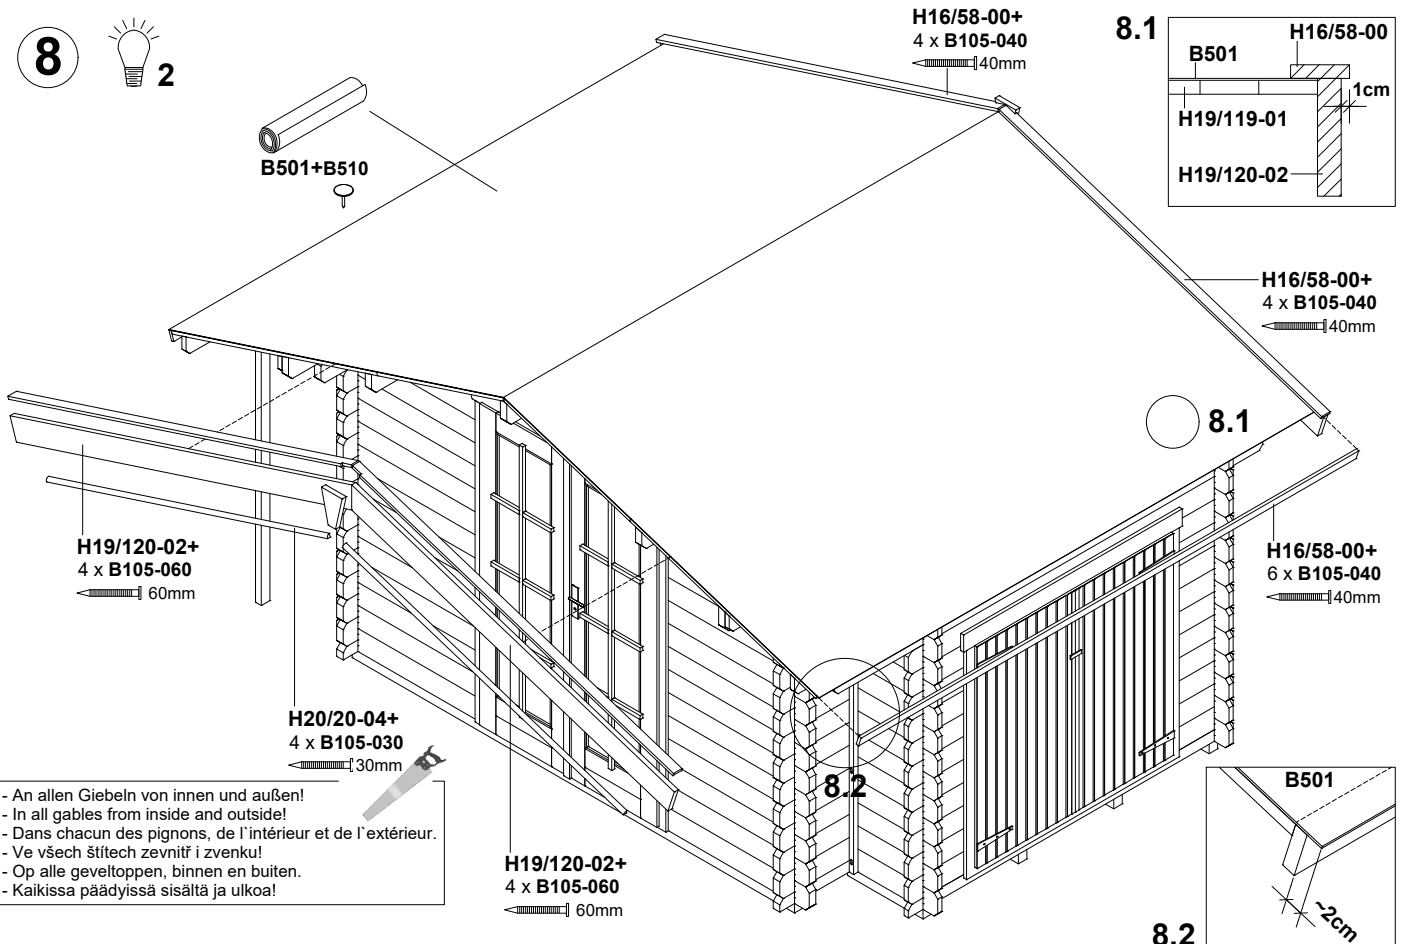 8
2
B501+B510
H16/58-00+
4 x B105-040
40mm
8.1
B501
H16/58-00
1cm
H19/119-01
H19/120-02
H16/58-00+
4 x B105-040
40mm
8.1
H19/120-02+
4 x B105-060
60mm
H16/58-00+
6 x B105-040
40mm
H20/20-04+
4 x B105-030
30mm
8.2
- An allen Giebeln von innen und außen!
- In all gables from inside and outside!
- Dans chacun des pignons, de l`intérieur et de l`extérieur.
- Ve všech štítech zevnitř i zvenku!
- Op alle geveltoppen, binnen en buiten.
- Kaikissa päädyissä sisältä ja ulkoa!
H19/120-02+
4 x B105-060
60mm
B501
~2cm
8.2